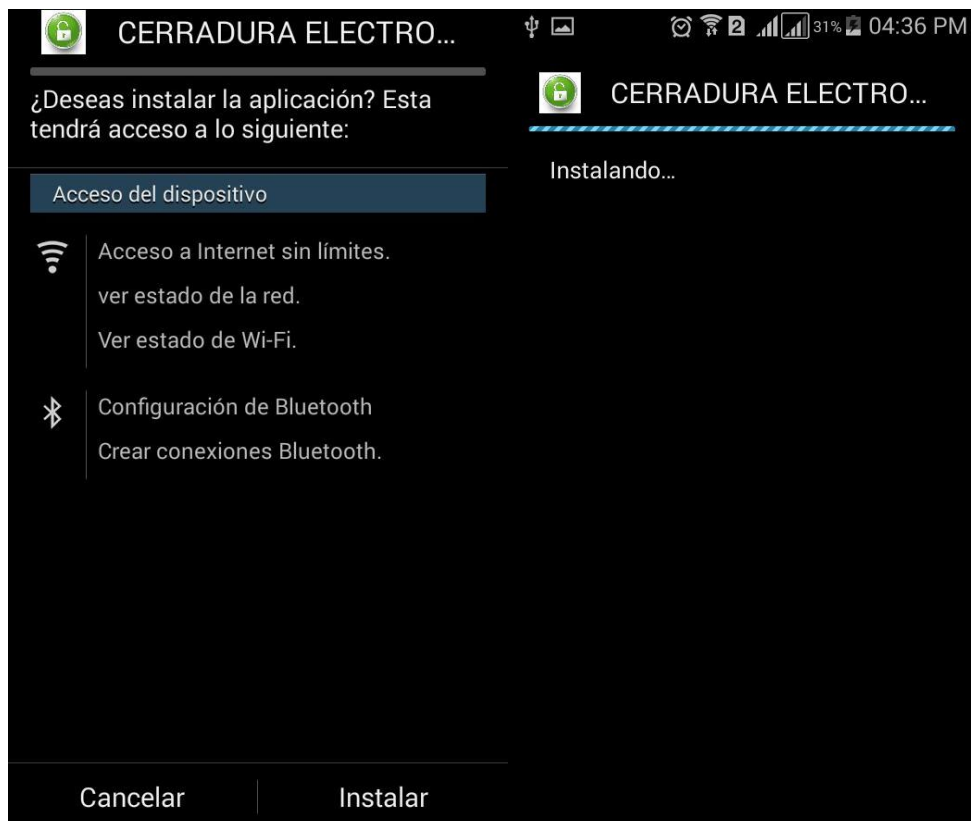 CERRADURA ELECTRO...
¿Deseas instalar la aplicación? Esta
tendrá acceso a lo siguiente:
Acceso del dispositivo
Acceso a Internet sin límites.
ver estado de la red.
Ver estado de Wi-Fi.
Configuración de Bluetooth
Crear conexiones Bluetooth.
Cancelar
Instalar
2 31% 04:36 PM
CERRADURA ELECTRO...
Instalando...